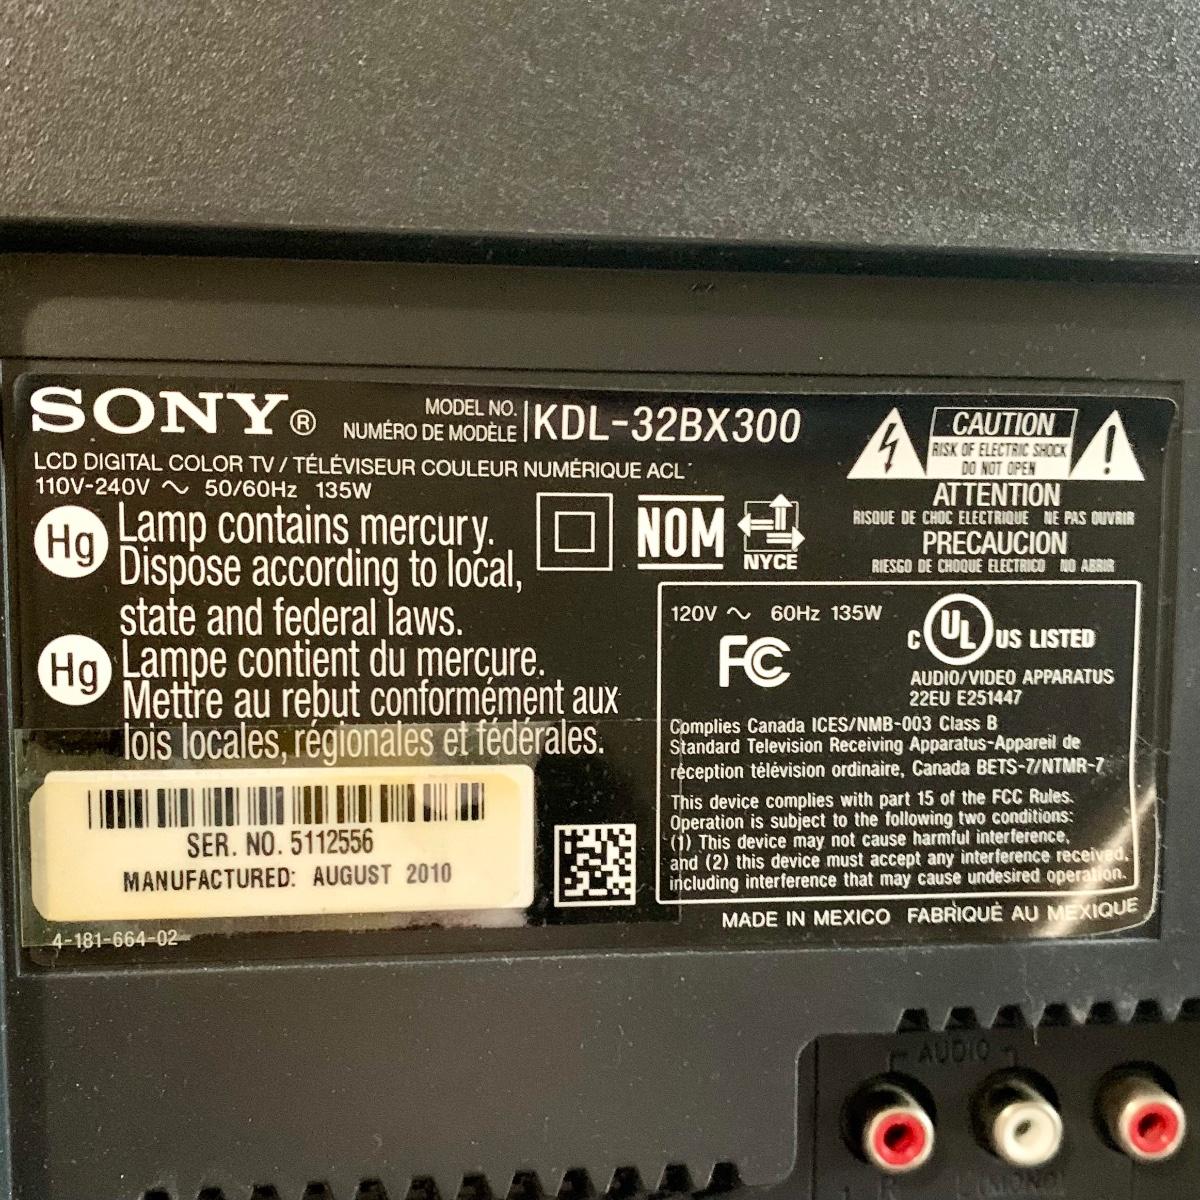 SONY®
MODEL NO.
NUMÉRO DE MODÈLE
KDL-32BX300
LCD DIGITAL COLOR TV / TÉLÉVISEUR COULEUR NUMÉRIQUE ACL
110V-240V ~ 50/60Hz 135W
Hg
Lamp contains mercury.
Dispose according to local,
state and federal laws.
Hg
Lampe contient du mercure.
Mettre au rebut conformément aux
lois locales, régionales et fédérales.
NOM
NYCE
CAUTION
RISK OF ELECTRIC SHOCK
DO NOT OPEN
ATTENTION
RISQUE DE CHOC ELECTRIQUE NE PAS OUVRIR
PRECAUCION
RIESGO DE CHOQUE ELECTRICO NO ABRIR
120V ~ 60Hz 135W
FC
C UL US LISTED
AUDIO/VIDEO APPARATUS
22EU E251447
Complies Canada ICES/NMB-003 Class B
Standard Television Receiving Apparatus-Appareil de
réception télévision ordinaire, Canada BETS-7/NTMR-7
This device complies with part 15 of the FCC Rules.
Operation is subject to the following two conditions:
(1) This device may not cause harmful interference,
and (2) this device must accept any interference received,
including interference that may cause undesired operation.
MADE IN MEXICO FABRIQUÉ AU MEXIQUE
SER. NO. 5112556
MANUFACTURED: AUGUST 2010
4-181-664-02
AUDIO
R L (MONO)